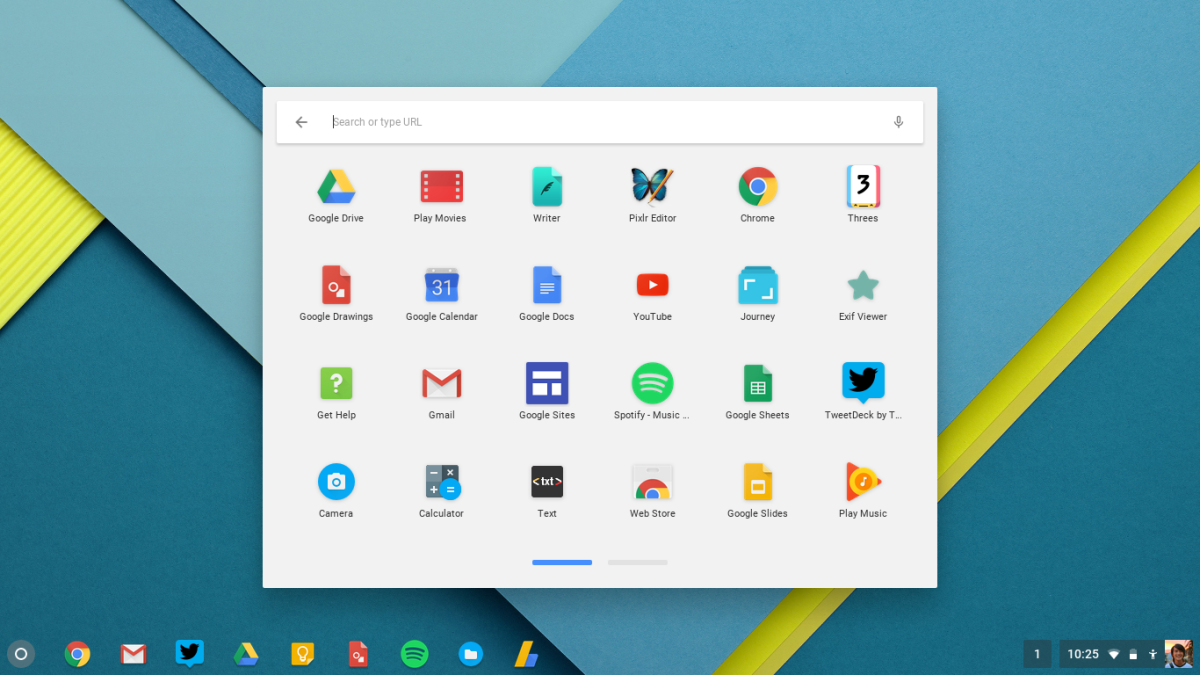 Search or type URL
Google Drive
Play Movies
Writer
Pixlr Editor
Chrome
3
Threes
31
Google Drawings
Google Calendar
Google Docs
YouTube
Journey
Exif Viewer
?
Get Help
Gmail
Google Sites
Spotify - Music ...
Google Sheets
TweetDeck by T...
<txt>
Camera
Calculator
Text
Web Store
Google Slides
Play Music
1
10:25